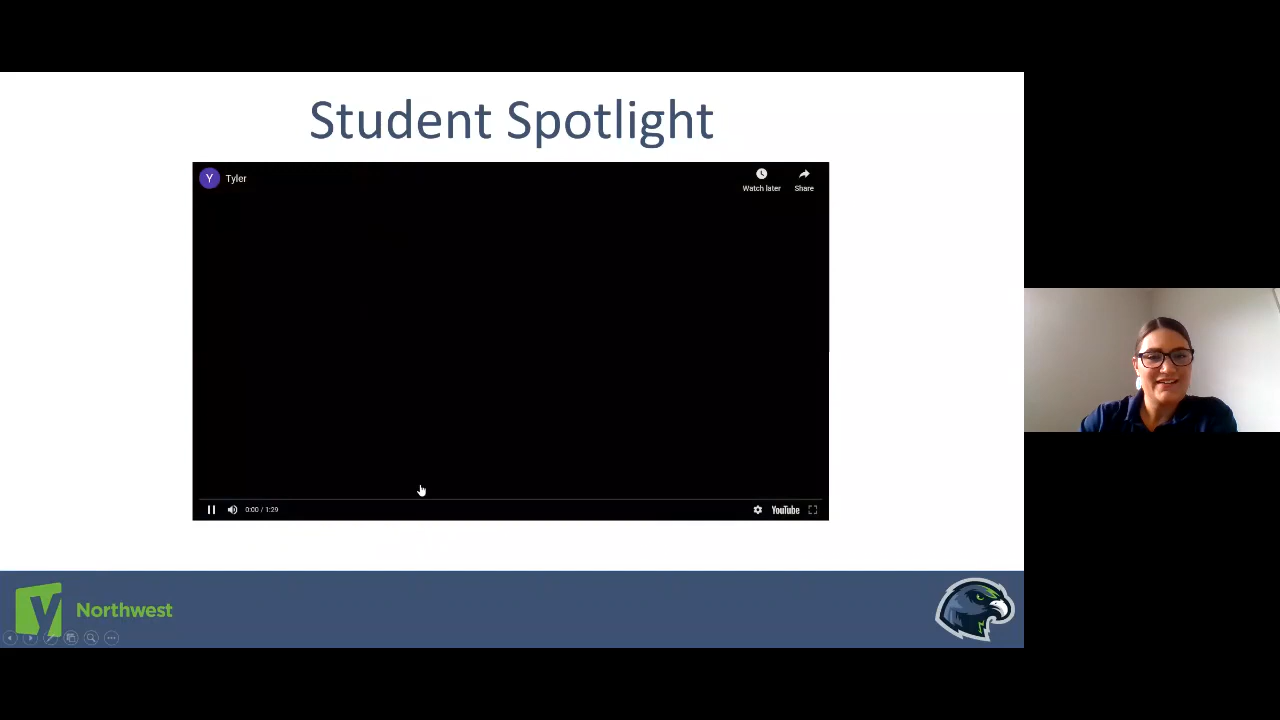 Student Spotlight
Y
Tyler
Watch later
Share
0:00 / 1:29
YouTube
Y Northwest